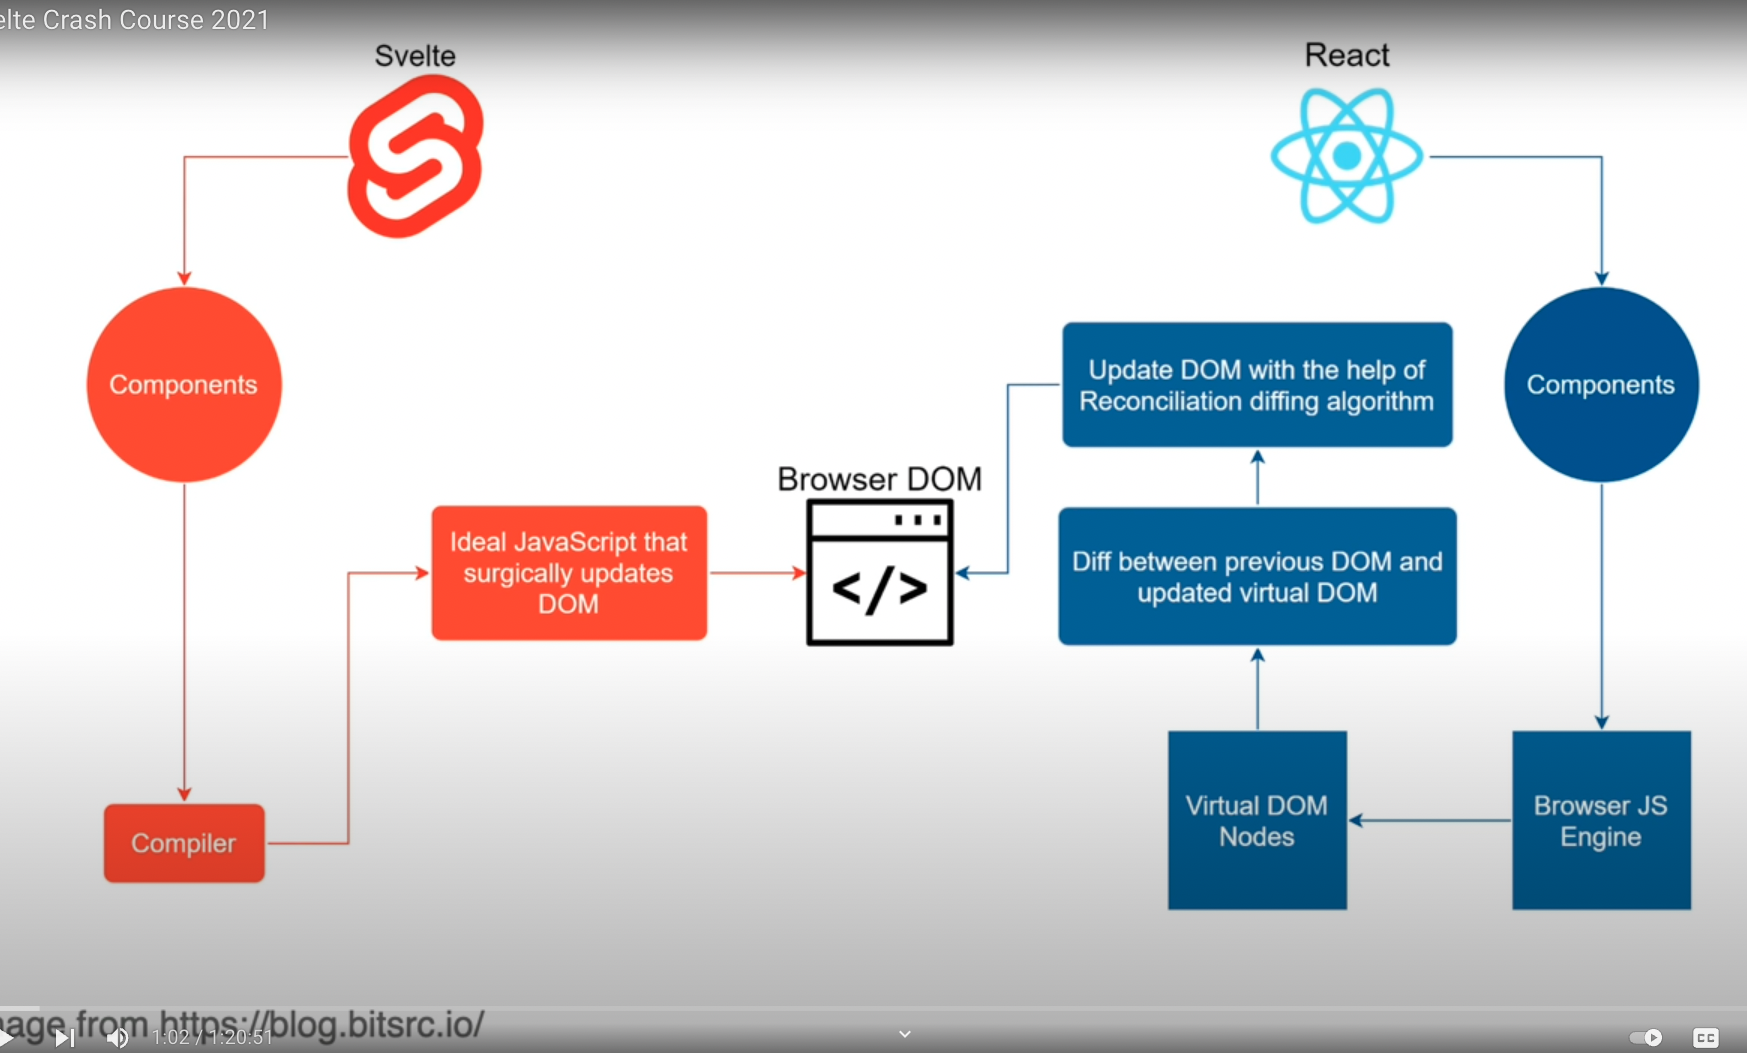 elte Crash Course 2021
Svelte
React
Components
Update DOM with the help of
Reconciliation diffing algorithm
Components
Browser DOM
</>
Ideal JavaScript that
surgically updates
DOM
Diff between previous DOM and
updated virtual DOM
Compiler
Virtual DOM
Nodes
Browser JS
Engine
age from https://blog.bitsrc.io/
1:02 / 1:20:51
CC